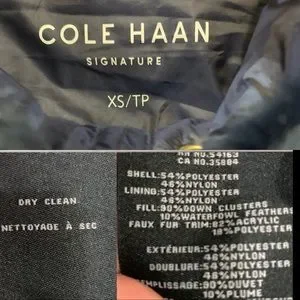 COLE HAAN
SIGNATURE
XS/TP
DRY CLEAN
NETTOYAGE À SEC
RN NO.54163
CA NO.35884
SHELL:54%POLYESTER
46%NYLON
LINING:54%POLYESTER
46%NYLON
FILL:90%DOWN CLUSTERS
10%WATERFOWL FEATHERS
FAUX FUR TRIM:82%ACRYLIC
18%POLYESTER
EXTÉRIEUR:54%POLYESTER
46%NYLON
DOUBLURE:54%POLYESTER
46%NYLON
MPLISSAGE:90%DUVET
10%PLUME